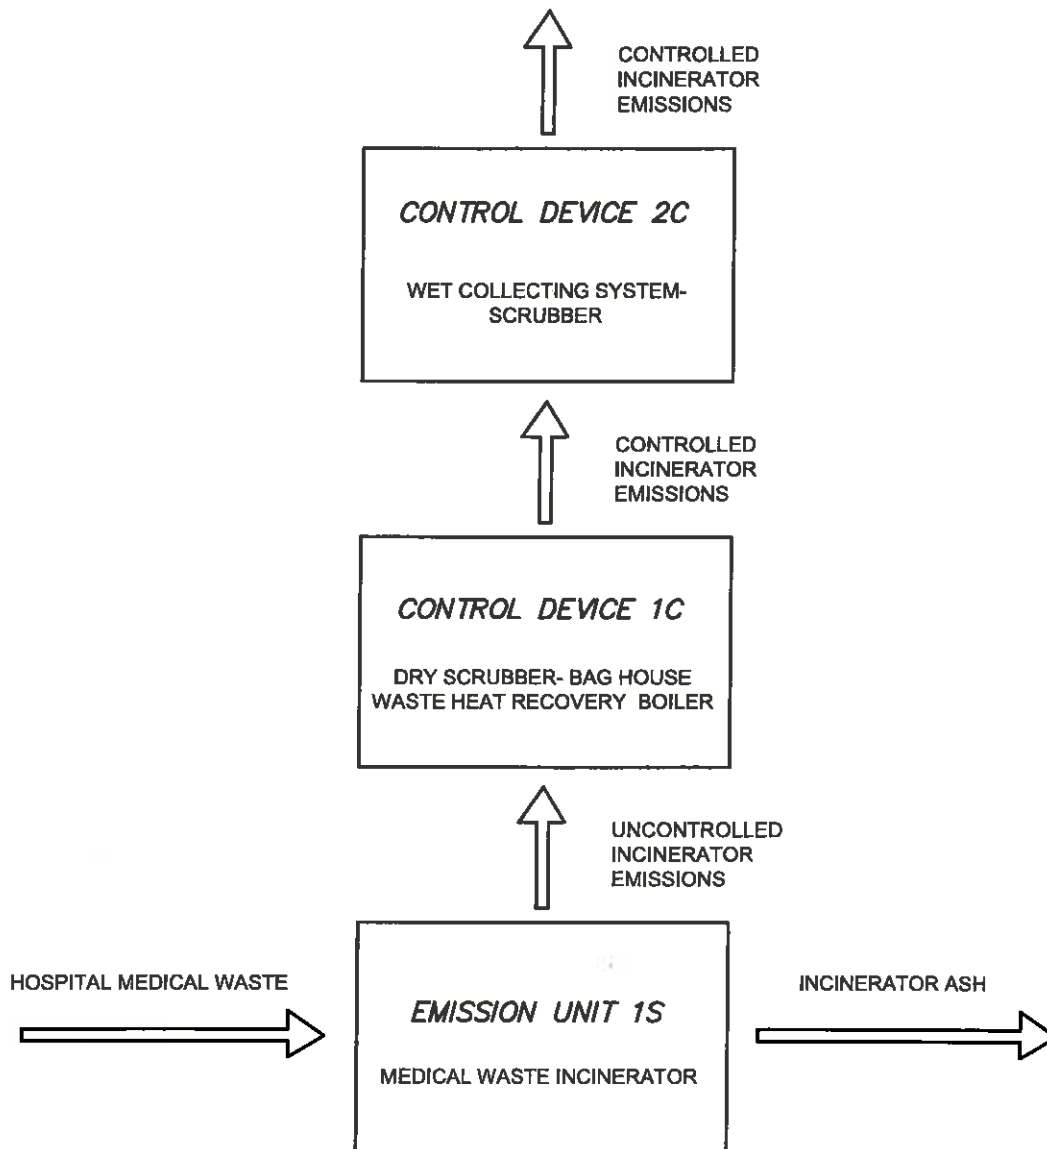 CONTROLLED
INCINERATOR
EMISSIONS
CONTROL DEVICE 2C
WET COLLECTING SYSTEM-
SCRUBBER
CONTROLLED
INCINERATOR
EMISSIONS
CONTROL DEVICE 1C
DRY SCRUBBER- BAG HOUSE
WASTE HEAT RECOVERY BOILER
UNCONTROLLED
INCINERATOR
EMISSIONS
HOSPITAL MEDICAL WASTE
INCINERATOR ASH
EMISSION UNIT 1S
MEDICAL WASTE INCINERATOR